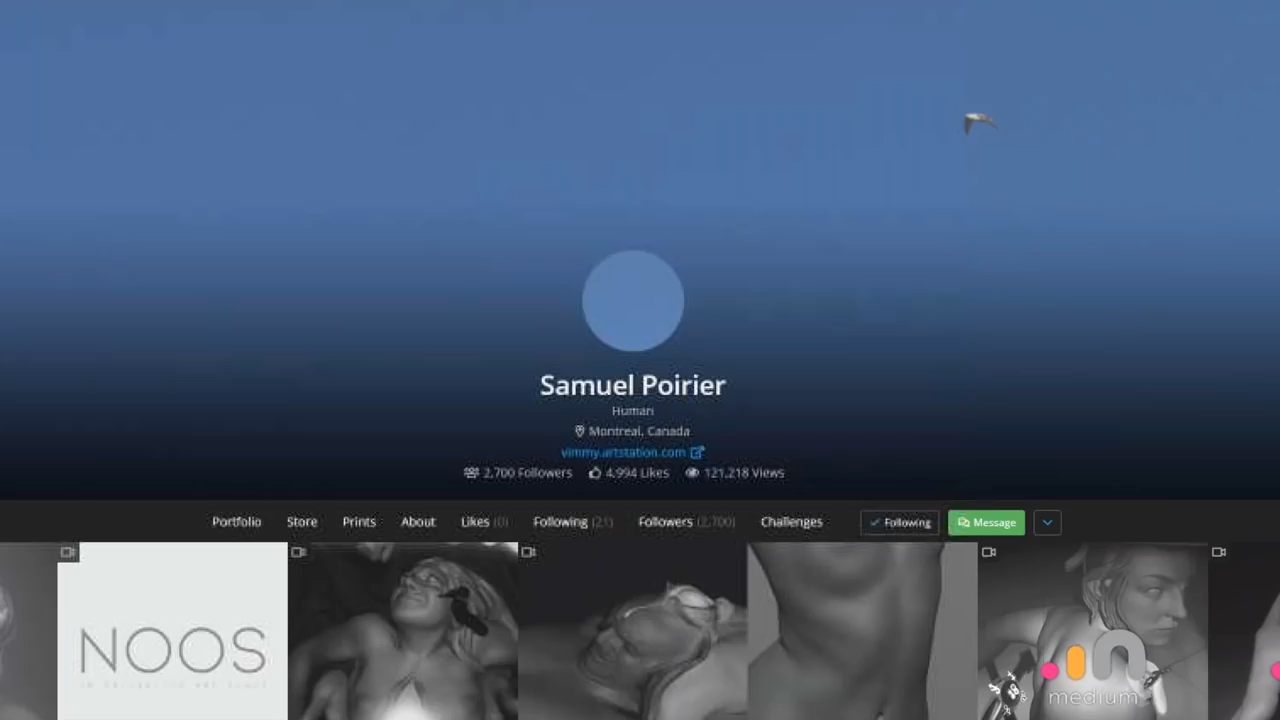 Samuel Poirier
Human
Montreal, Canada
vimmy.artstation.com
2,700 Followers 4,994 Likes 121,218 Views
Portfolio Store Prints About Likes (0) Following (21) Followers (2,700) Challenges Following Message
NOOS
medium